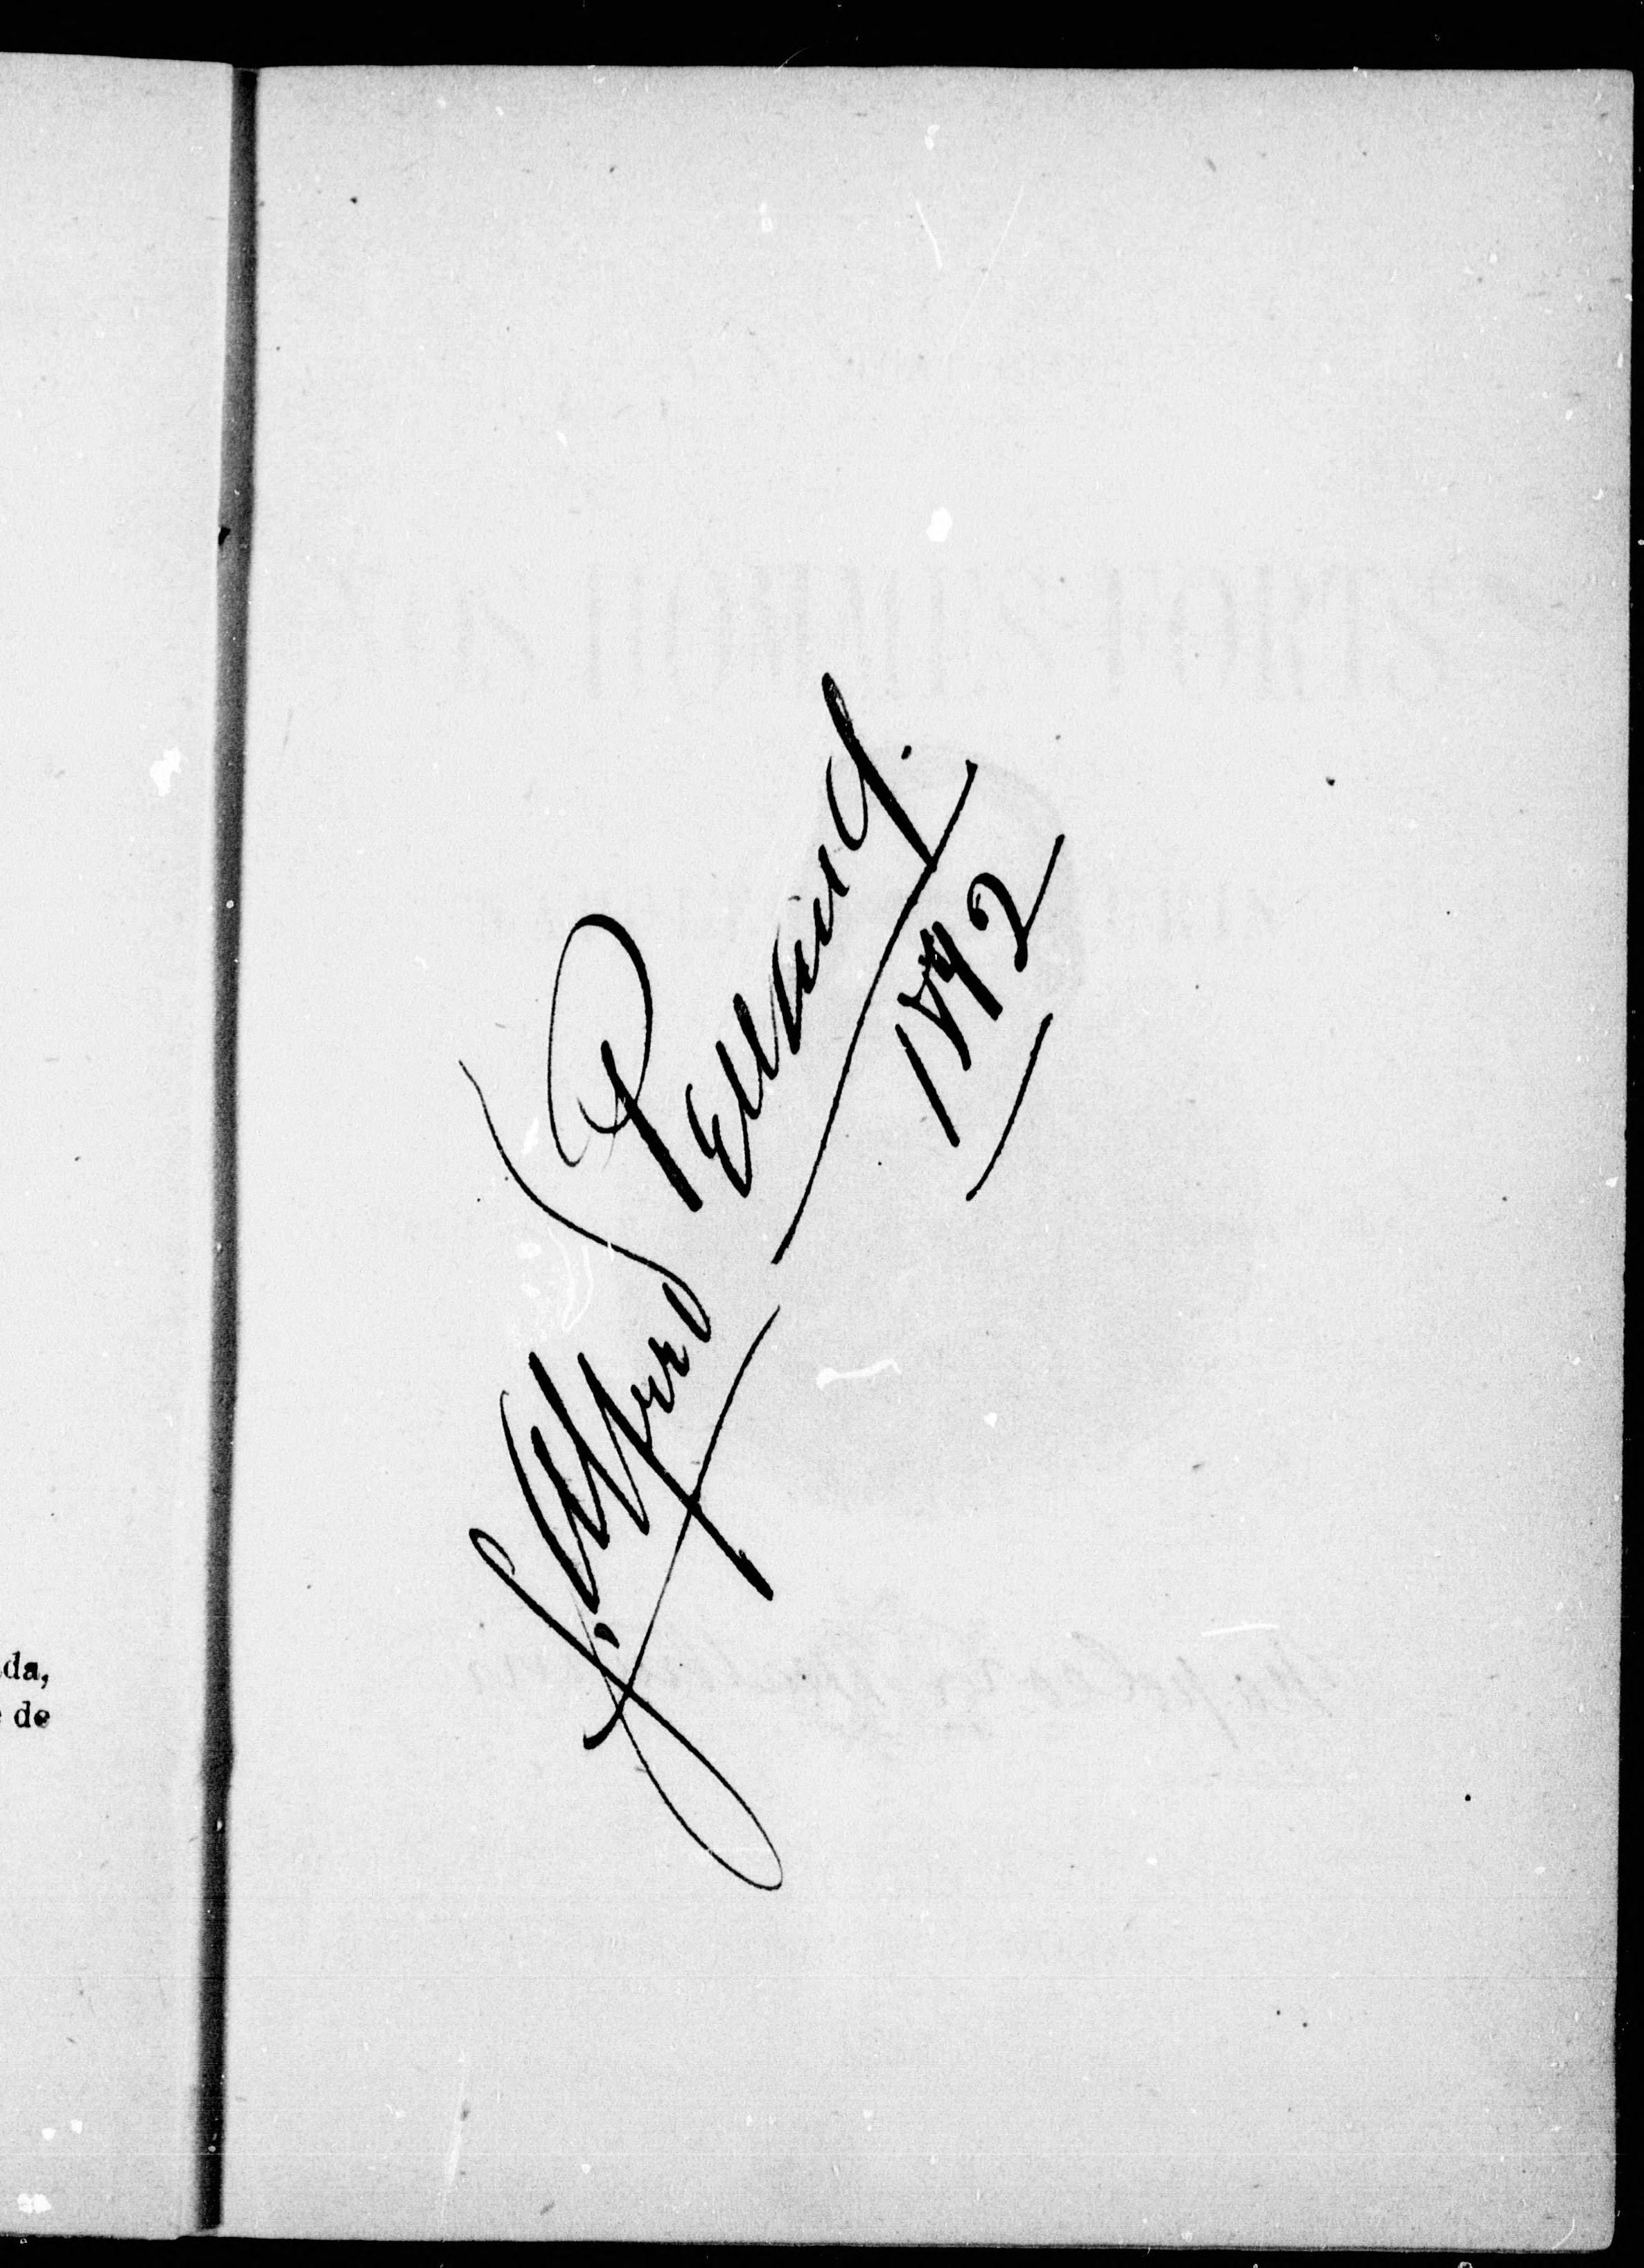 da,
de
J. Alfred Pelland.
1892